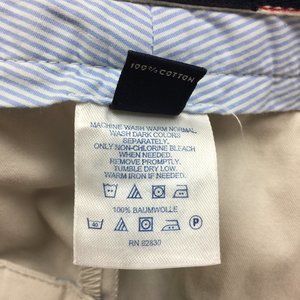 100% COTTON
MACHINE WASH WARM NORMAL.
WASH DARK COLORS
SEPARATELY.
ONLY NON-CHLORINE BLEACH
WHEN NEEDED.
REMOVE PROMPTLY.
TUMBLE DRY LOW.
WARM IRON IF NEEDED.
40 P
100% BAUMWOLLE
RN 82830